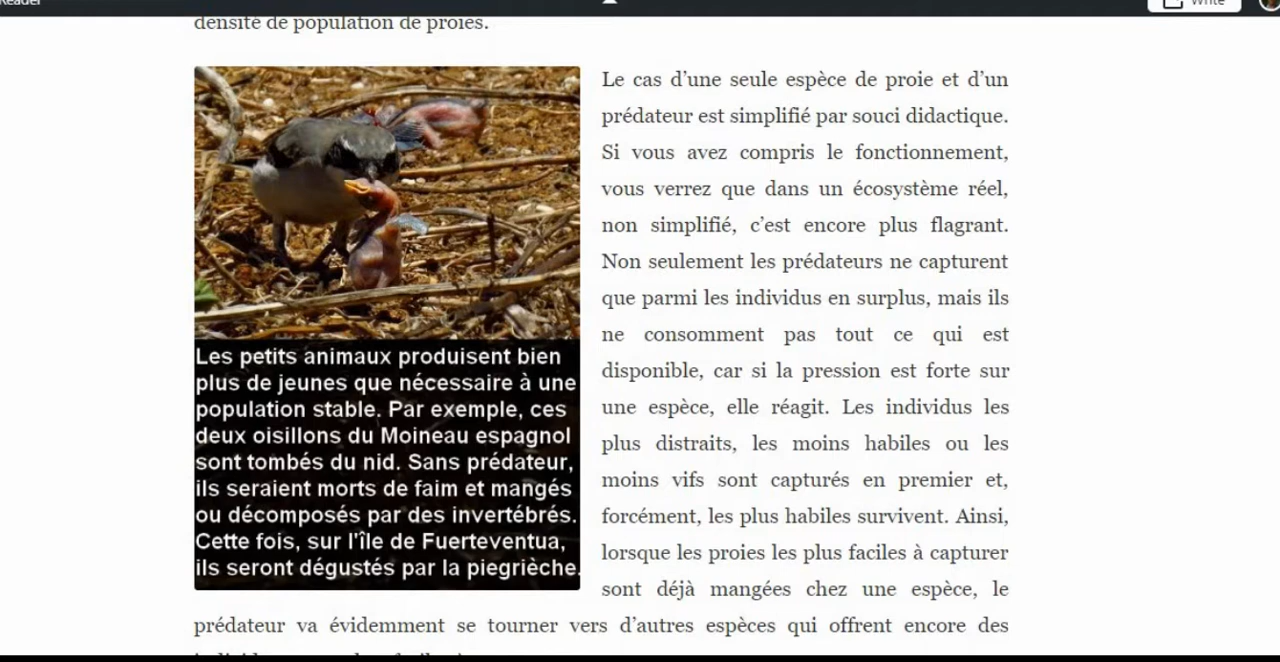 Reader
Write
densité de population de proies.
Le cas d’une seule espèce de proie et d’un
prédateur est simplifié par souci didactique.
Si vous avez compris le fonctionnement,
vous verrez que dans un écosystème réel,
non simplifié, c’est encore plus flagrant.
Non seulement les prédateurs ne capturent
que parmi les individus en surplus, mais ils
ne consomment pas tout ce qui est
disponible, car si la pression est forte sur
une espèce, elle réagit. Les individus les
plus distraits, les moins habiles ou les
moins vifs sont capturés en premier et,
forcément, les plus habiles survivent. Ainsi,
lorsque les proies les plus faciles à capturer
sont déjà mangées chez une espèce, le
prédateur va évidemment se tourner vers d’autres espèces qui offrent encore des
Les petits animaux produisent bien
plus de jeunes que nécessaire à une
population stable. Par exemple, ces
deux oisillons du Moineau espagnol
sont tombés du nid. Sans prédateur,
ils seraient morts de faim et mangés
ou décomposés par des invertébrés.
Cette fois, sur l'île de Fuerteventua,
ils seront dégustés par la piegrièche.